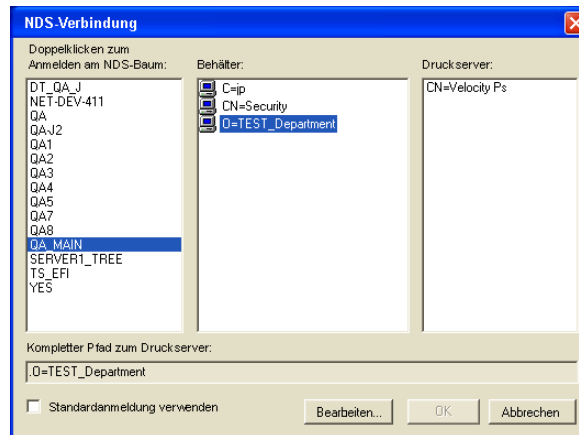 NDS-Verbindung
Doppelklicken zum
Anmelden am NDS-Baum:
Behälter:
Druckserver:
DT_QA_J
NET-DEV-411
QA
QA-J2
QA1
QA2
QA3
QA4
QA5
QA7
QA8
QA_MAIN
SERVER1_TREE
TS_EFI
YES
C=jp
CN=Security
O=TEST_Department
CN=Velocity Ps
Kompletter Pfad zum Druckserver:
.O=TEST_Department
Standardanmeldung verwenden
Bearbeiten...
OK
Abbrechen